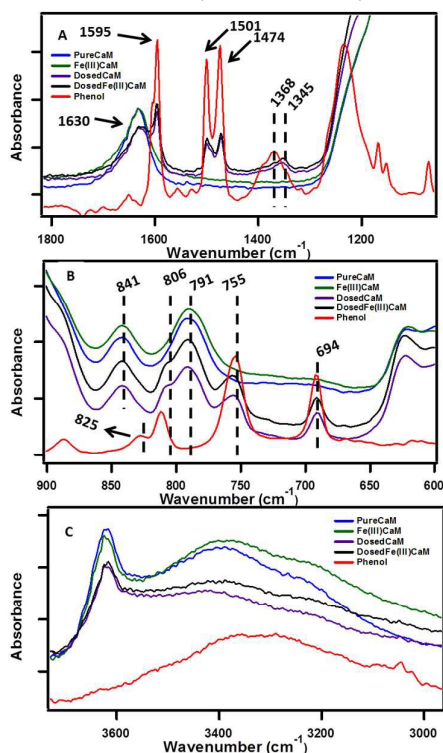 A
1595
1501
1474
1368
1345
1630
PureCaM
Fe(III)CaM
DosedCaM
DosedFe(III)CaM
Phenol
Absorbance
1800 1600 1400 1200
Wavenumber (cm-1)
B
841
806
791
755
694
825
PureCaM
Fe(III)CaM
DosedCaM
DosedFe(III)CaM
Phenol
Absorbance
900 850 800 750 700 650 600
Wavenumber (cm-1)
C
PureCaM
Fe(III)CaM
DosedCaM
DosedFe(III)CaM
Phenol
Absorbance
3600 3400 3200 3000
Wavenumber (cm-1)